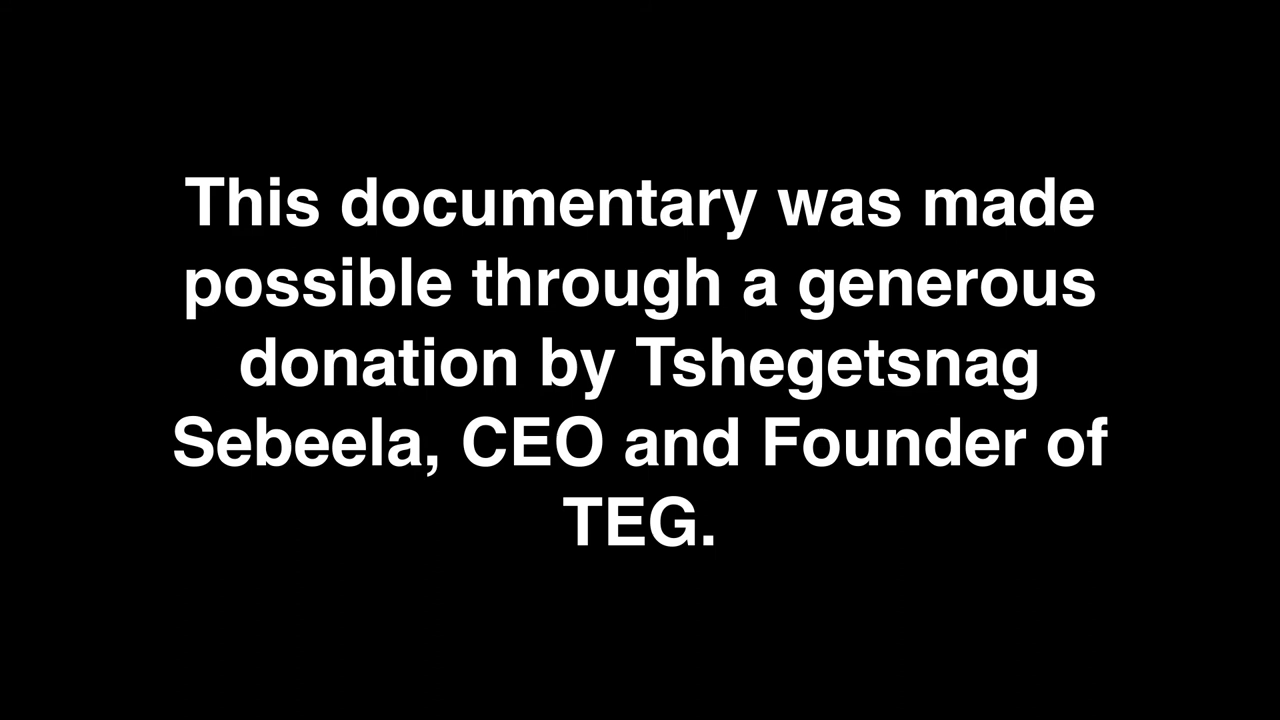 This documentary was made
possible through a generous
donation by Tshegetsnag
Sebeela, CEO and Founder of
TEG.